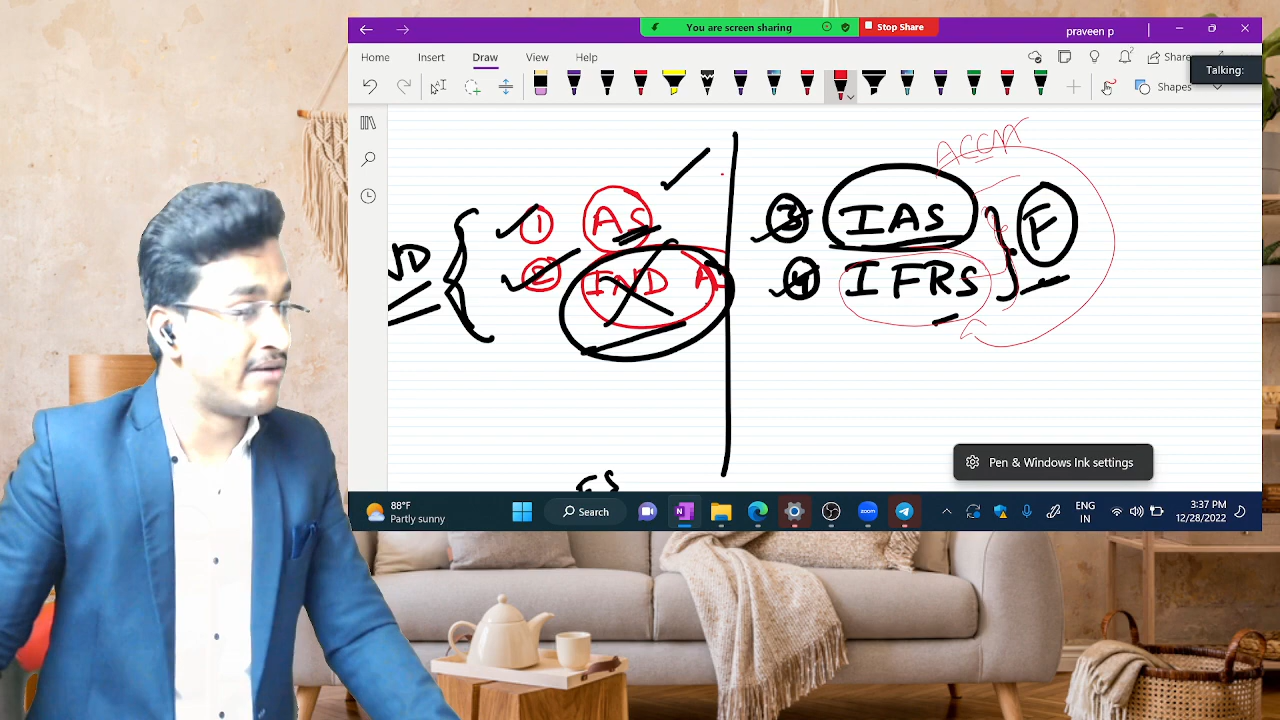 You are screen sharing
Stop Share
praveen p
Home Insert Draw View Help
Share
Talking:
Shapes
ACCA
① AS
② IND
③ IAS
④ IFRS
F
Pen & Windows Ink settings
88°F
Partly sunny
Search
zoom
ENG
IN
3:37 PM
12/28/2022